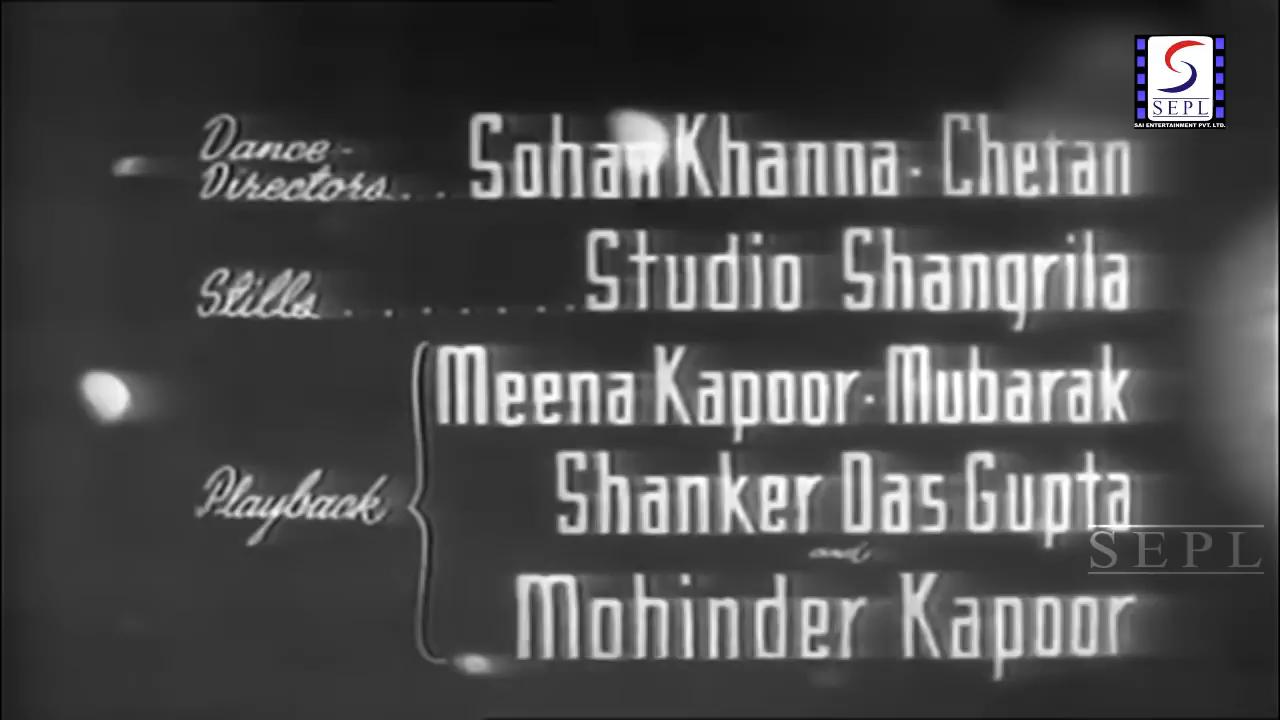 SEPL
SAI ENTERTAINMENT PVT. LTD.
Dance-
Directors... Sohan Khanna - Chetan
Stills ........ Studio Shangrila
Meena Kapoor - Mubarak
Playback { Shanker Das Gupta
and
Mohinder Kapoor
SEPL